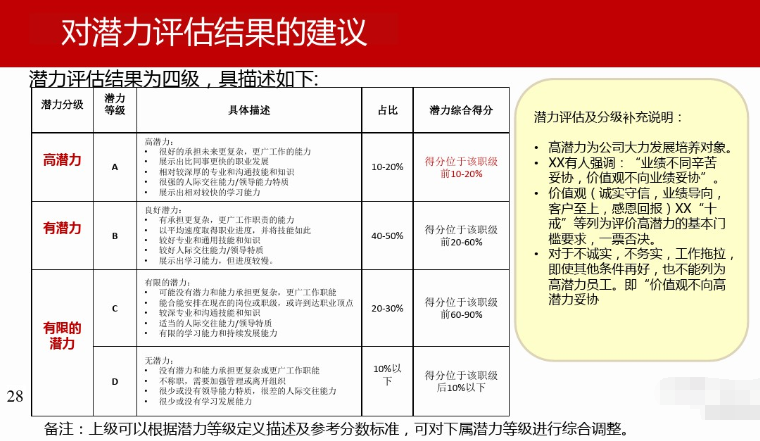 对潜力评估结果的建议
潜力评估结果为四级，具描述如下:
潜力分级
潜力
等级
具体描述
占比
潜力综合得分
高潜力
A
高潜力：
• 很好的承担未来更复杂，更广工作的能力
• 展示出比同事更快的职业发展
• 相对较深厚的专业和沟通技能和知识
• 很强的人际交往能力/领导能力特质
• 展示出相对较快的学习能力
10-20%
得分位于该职级
前10-20%
有潜力
B
良好潜力：
• 有承担更复杂，更广工作职责的能力
• 以平均速度取得职业进度，并将技能如此
• 较好专业和通用技能和知识
• 较好人际交往能力/领导特质
• 展示出学习能力，但进度较慢。
40-50%
得分位于该职级
前20-60%
有限的
潜力
C
有限的潜力：
• 可能没有潜力和能力承担更复杂，更广职能
• 能合能安排在现在的岗位或职级，或许到达职业顶点
• 较深专业和沟通技能和知识
• 适当的人际交往能力/领导特质
• 有限的学习能力和持续发展能力
20-30%
得分位于该职级
前60-90%
D
无潜力：
• 没有潜力和能力承担更复杂或更广工作职能
• 不称职，需要加强管理或离开组织
• 很少或没有领导能力特质，很差的人际交往能力
• 很少或没有学习发展能力
10%以
下
得分位于该职级
后10%以下
潜力评估及分级补充说明：
• 高潜力为公司大力发展培养对象。
• XX有人强调：“业绩不同辛苦
妥协，价值观不向业绩妥协”。
• 价值观（诚实守信，业绩导向，
客户至上，感恩回报）XX“十
戒”等列为评价高潜力的基本门
槛要求，一票否决。
• 对于不诚实，不务实，工作拖拉，
即使其他条件再好，也不能列为
高潜力员工。即“价值观不向高
潜力妥协
28
备注：上级可以根据潜力等级定义描述及参考分数标准，可对下属潜力等级进行综合调整。